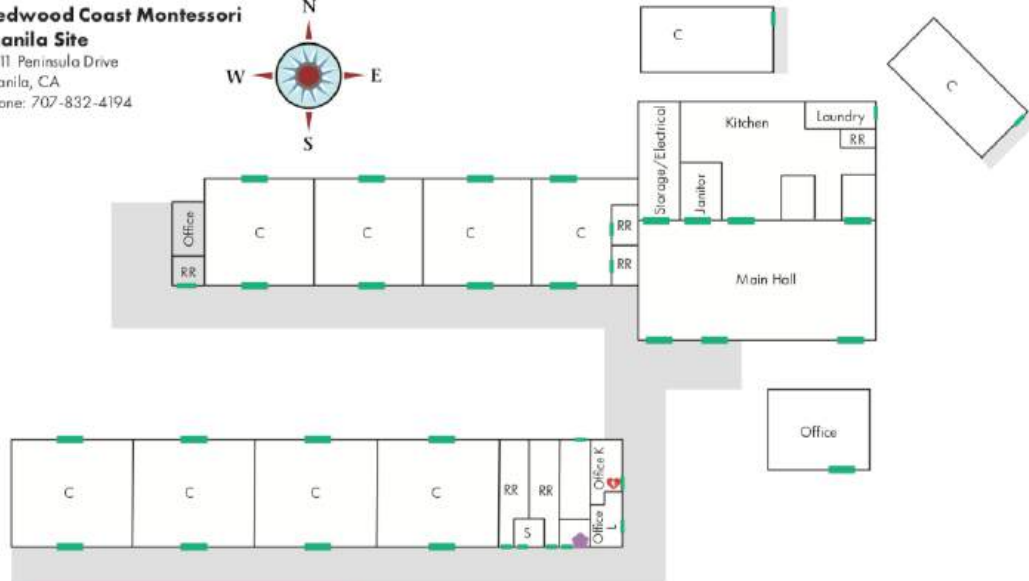 edwood Coast Montessori
anila Site
11 Peninsula Drive
anila, CA
one: 707-832-4194
N
W
E
S
C
C
Storage/Electrical
Kitchen
Laundry
RR
Janitor
Office
RR
C
C
C
C
RR
RR
Main Hall
Office
C
C
C
C
RR
RR
S
Office K
Office
L